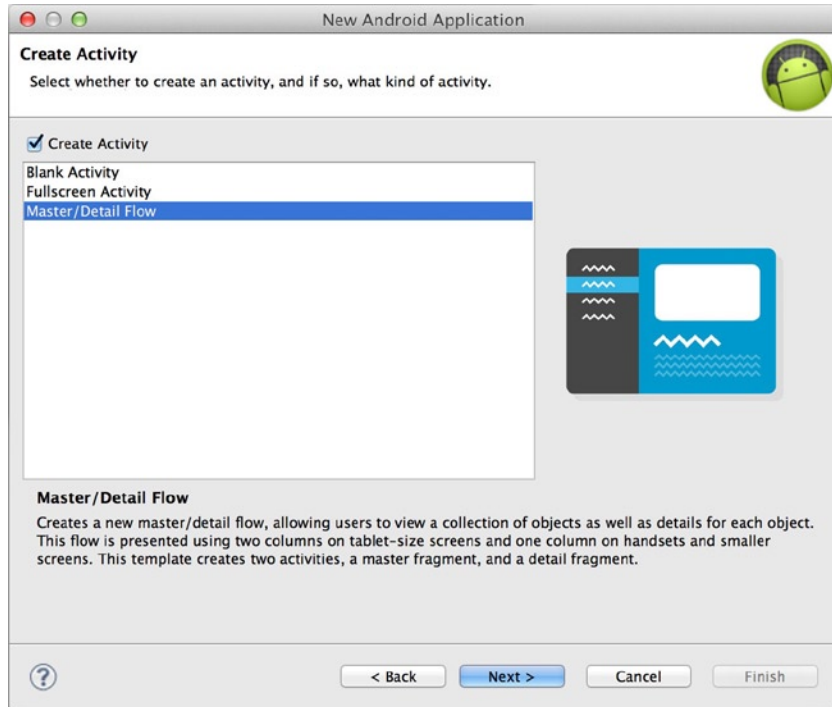 New Android Application
Create Activity
Select whether to create an activity, and if so, what kind of activity.
Create Activity
Blank Activity
Fullscreen Activity
Master/Detail Flow
Master/Detail Flow
Creates a new master/detail flow, allowing users to view a collection of objects as well as details for each object.
This flow is presented using two columns on tablet-size screens and one column on handsets and smaller
screens. This template creates two activities, a master fragment, and a detail fragment.
?
< Back
Next >
Cancel
Finish